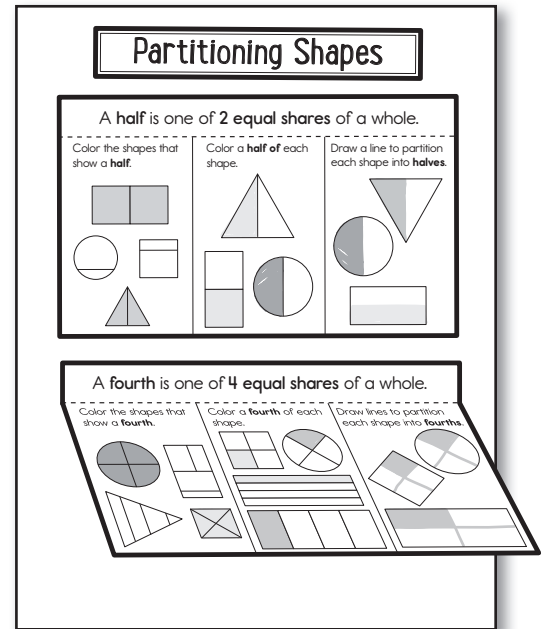 Partitioning Shapes
A half is one of 2 equal shares of a whole.
Color the shapes that
show a half.
Color a half of each
shape.
Draw a line to partition
each shape into halves.
A fourth is one of 4 equal shares of a whole.
Color the shapes that
show a fourth.
Color a fourth of each
shape.
Draw lines to partition
each shape into fourths.